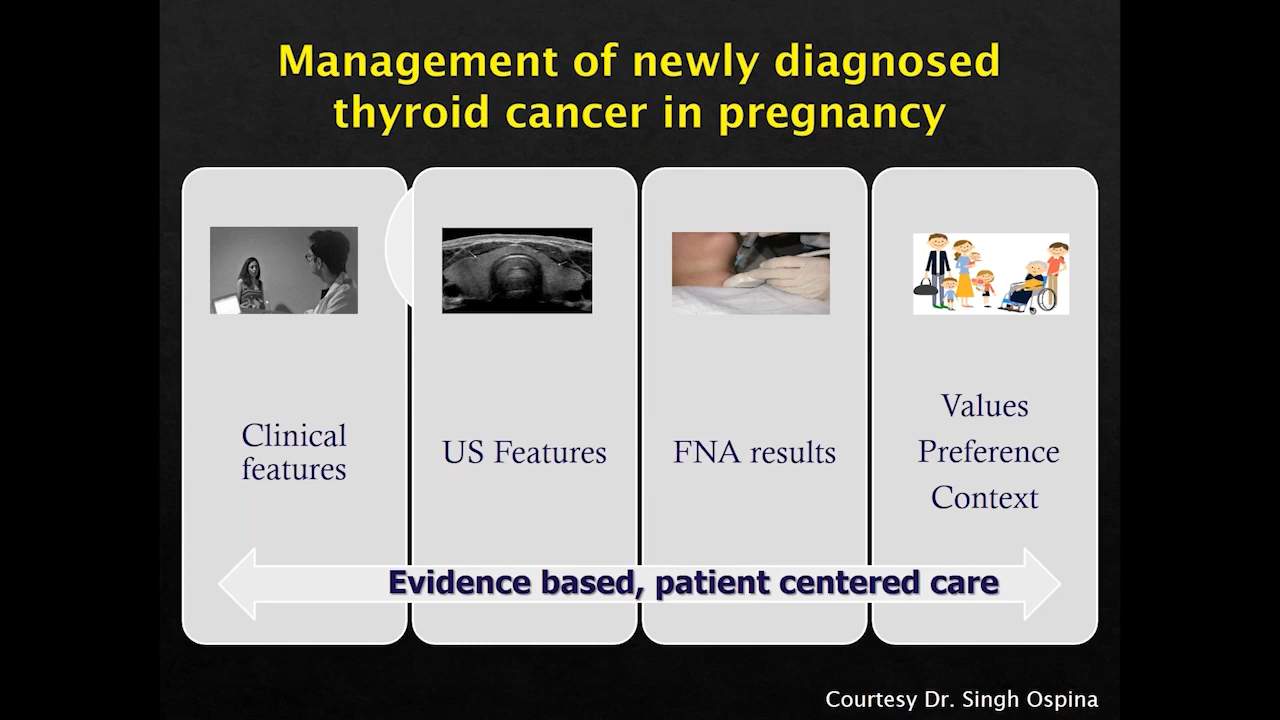 Management of newly diagnosed
thyroid cancer in pregnancy
Clinical
features
US Features
FNA results
Values
Preference
Context
Evidence based, patient centered care
Courtesy Dr. Singh Ospina